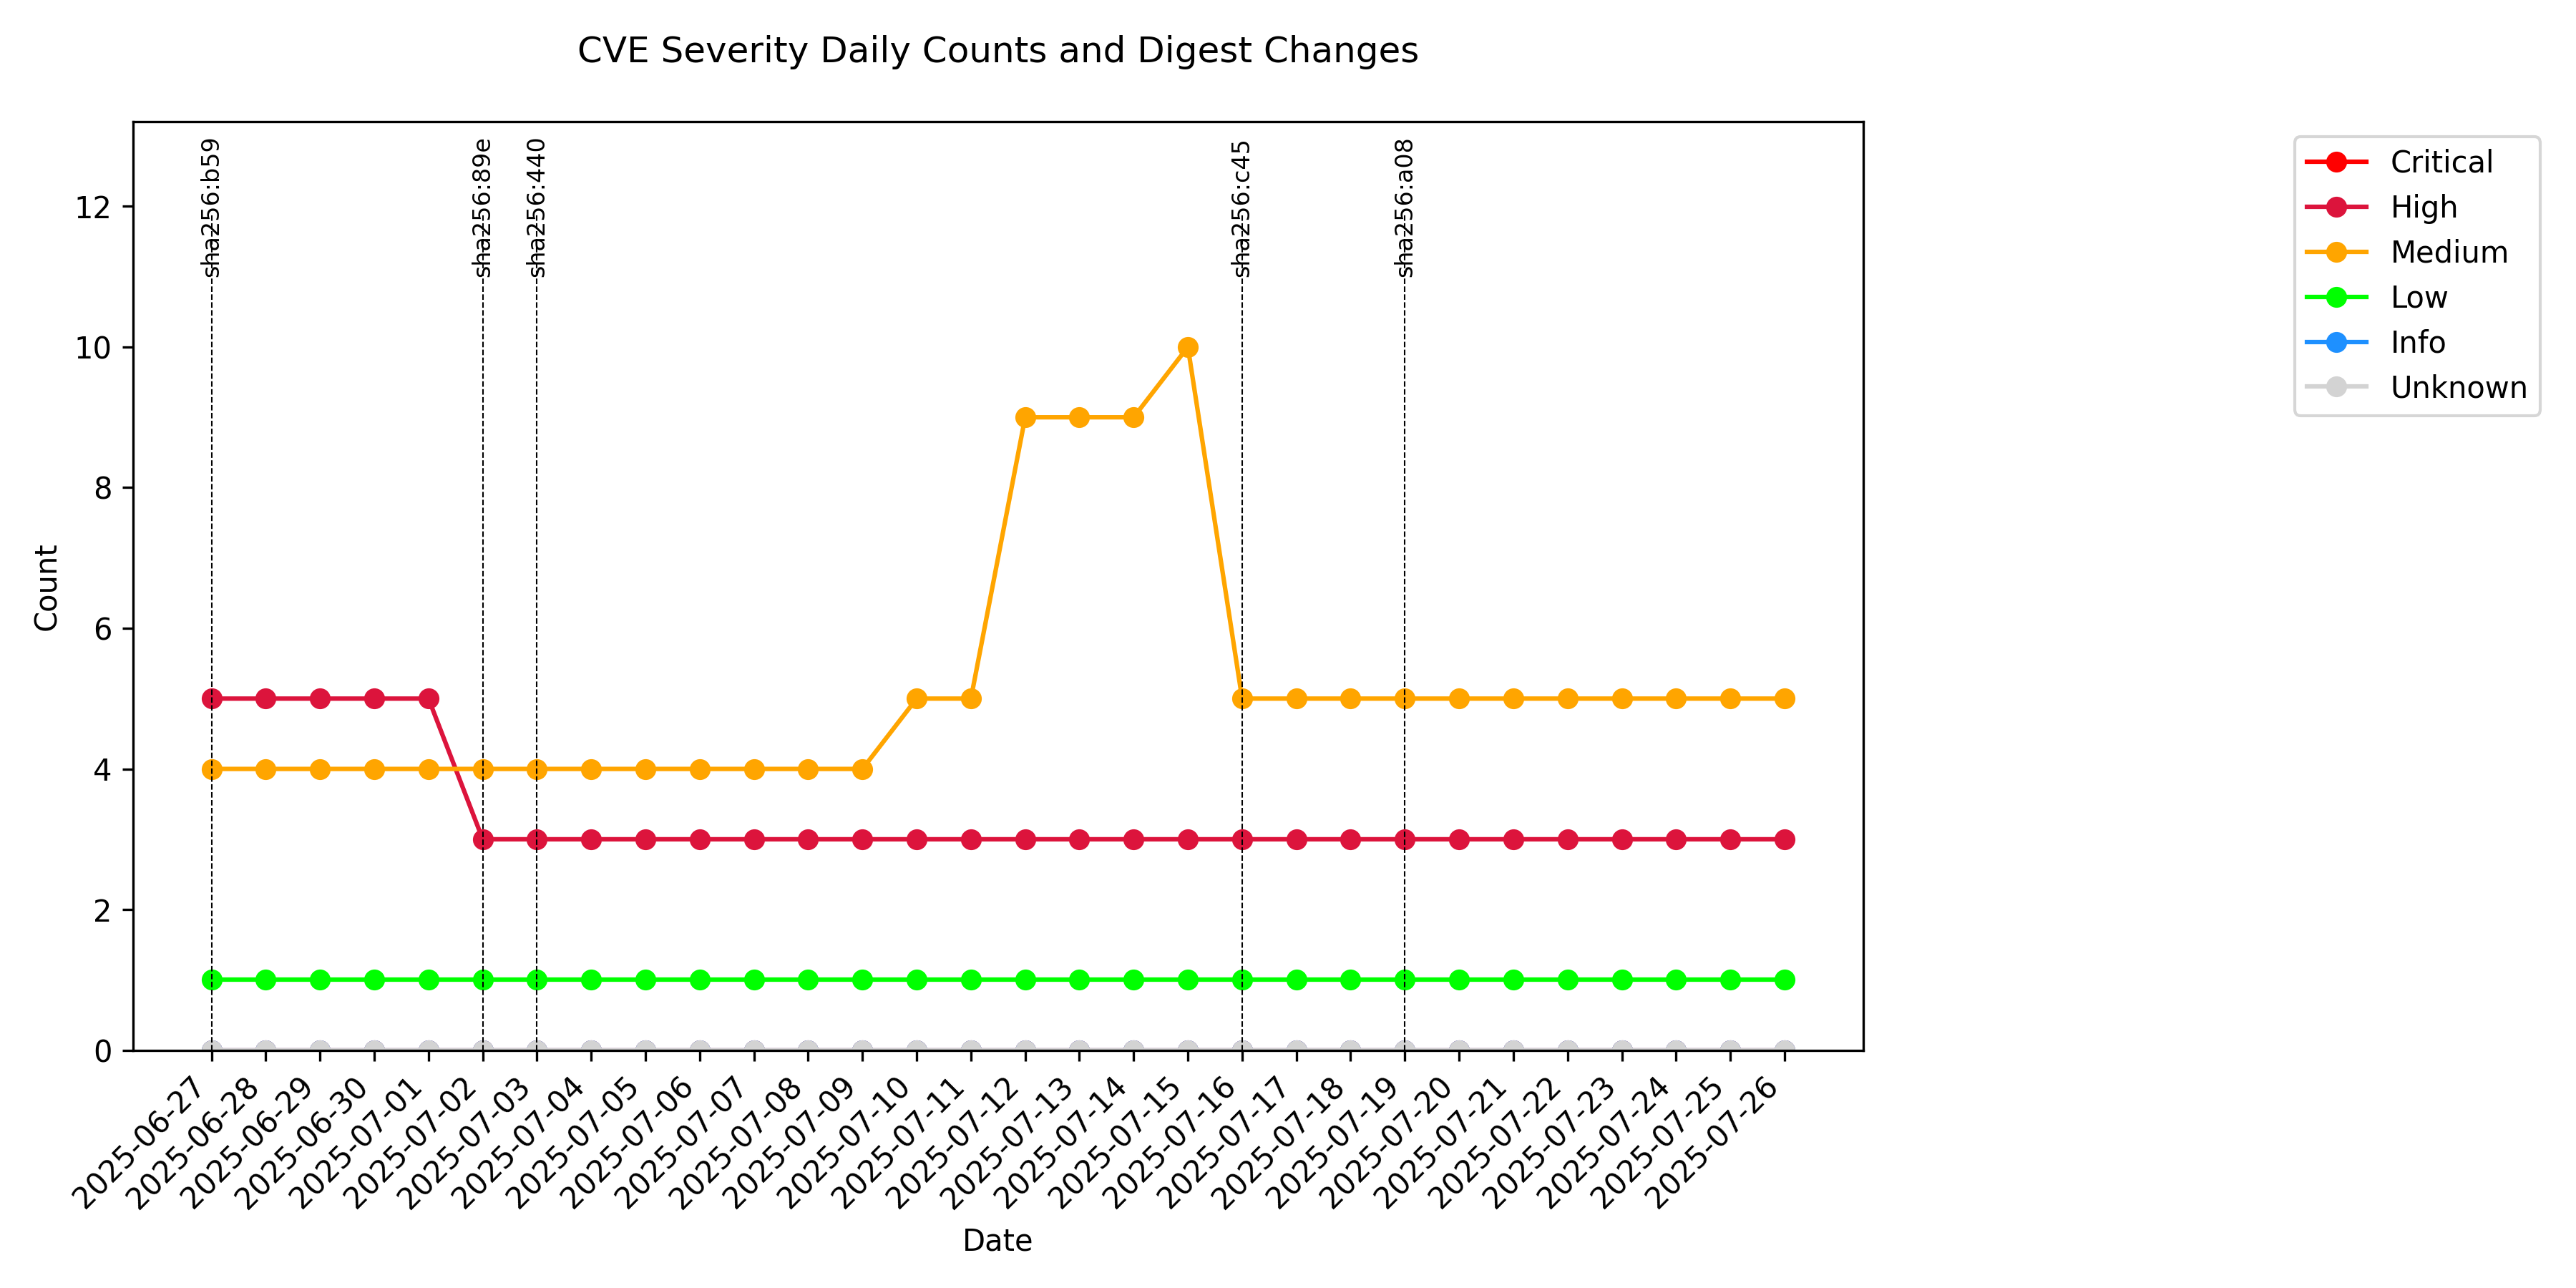 CVE Severity Daily Counts and Digest Changes
sha256:b59
sha256:89e
sha256:440
sha256:c45
sha256:a08
Critical
High
Medium
Low
Info
Unknown
12
10
8
6
4
2
0
Count
2025-06-27
2025-06-28
2025-06-29
2025-06-30
2025-07-01
2025-07-02
2025-07-03
2025-07-04
2025-07-05
2025-07-06
2025-07-07
2025-07-08
2025-07-09
2025-07-10
2025-07-11
2025-07-12
2025-07-13
2025-07-14
2025-07-15
2025-07-16
2025-07-17
2025-07-18
2025-07-19
2025-07-20
2025-07-21
2025-07-22
2025-07-23
2025-07-24
2025-07-25
2025-07-26
Date